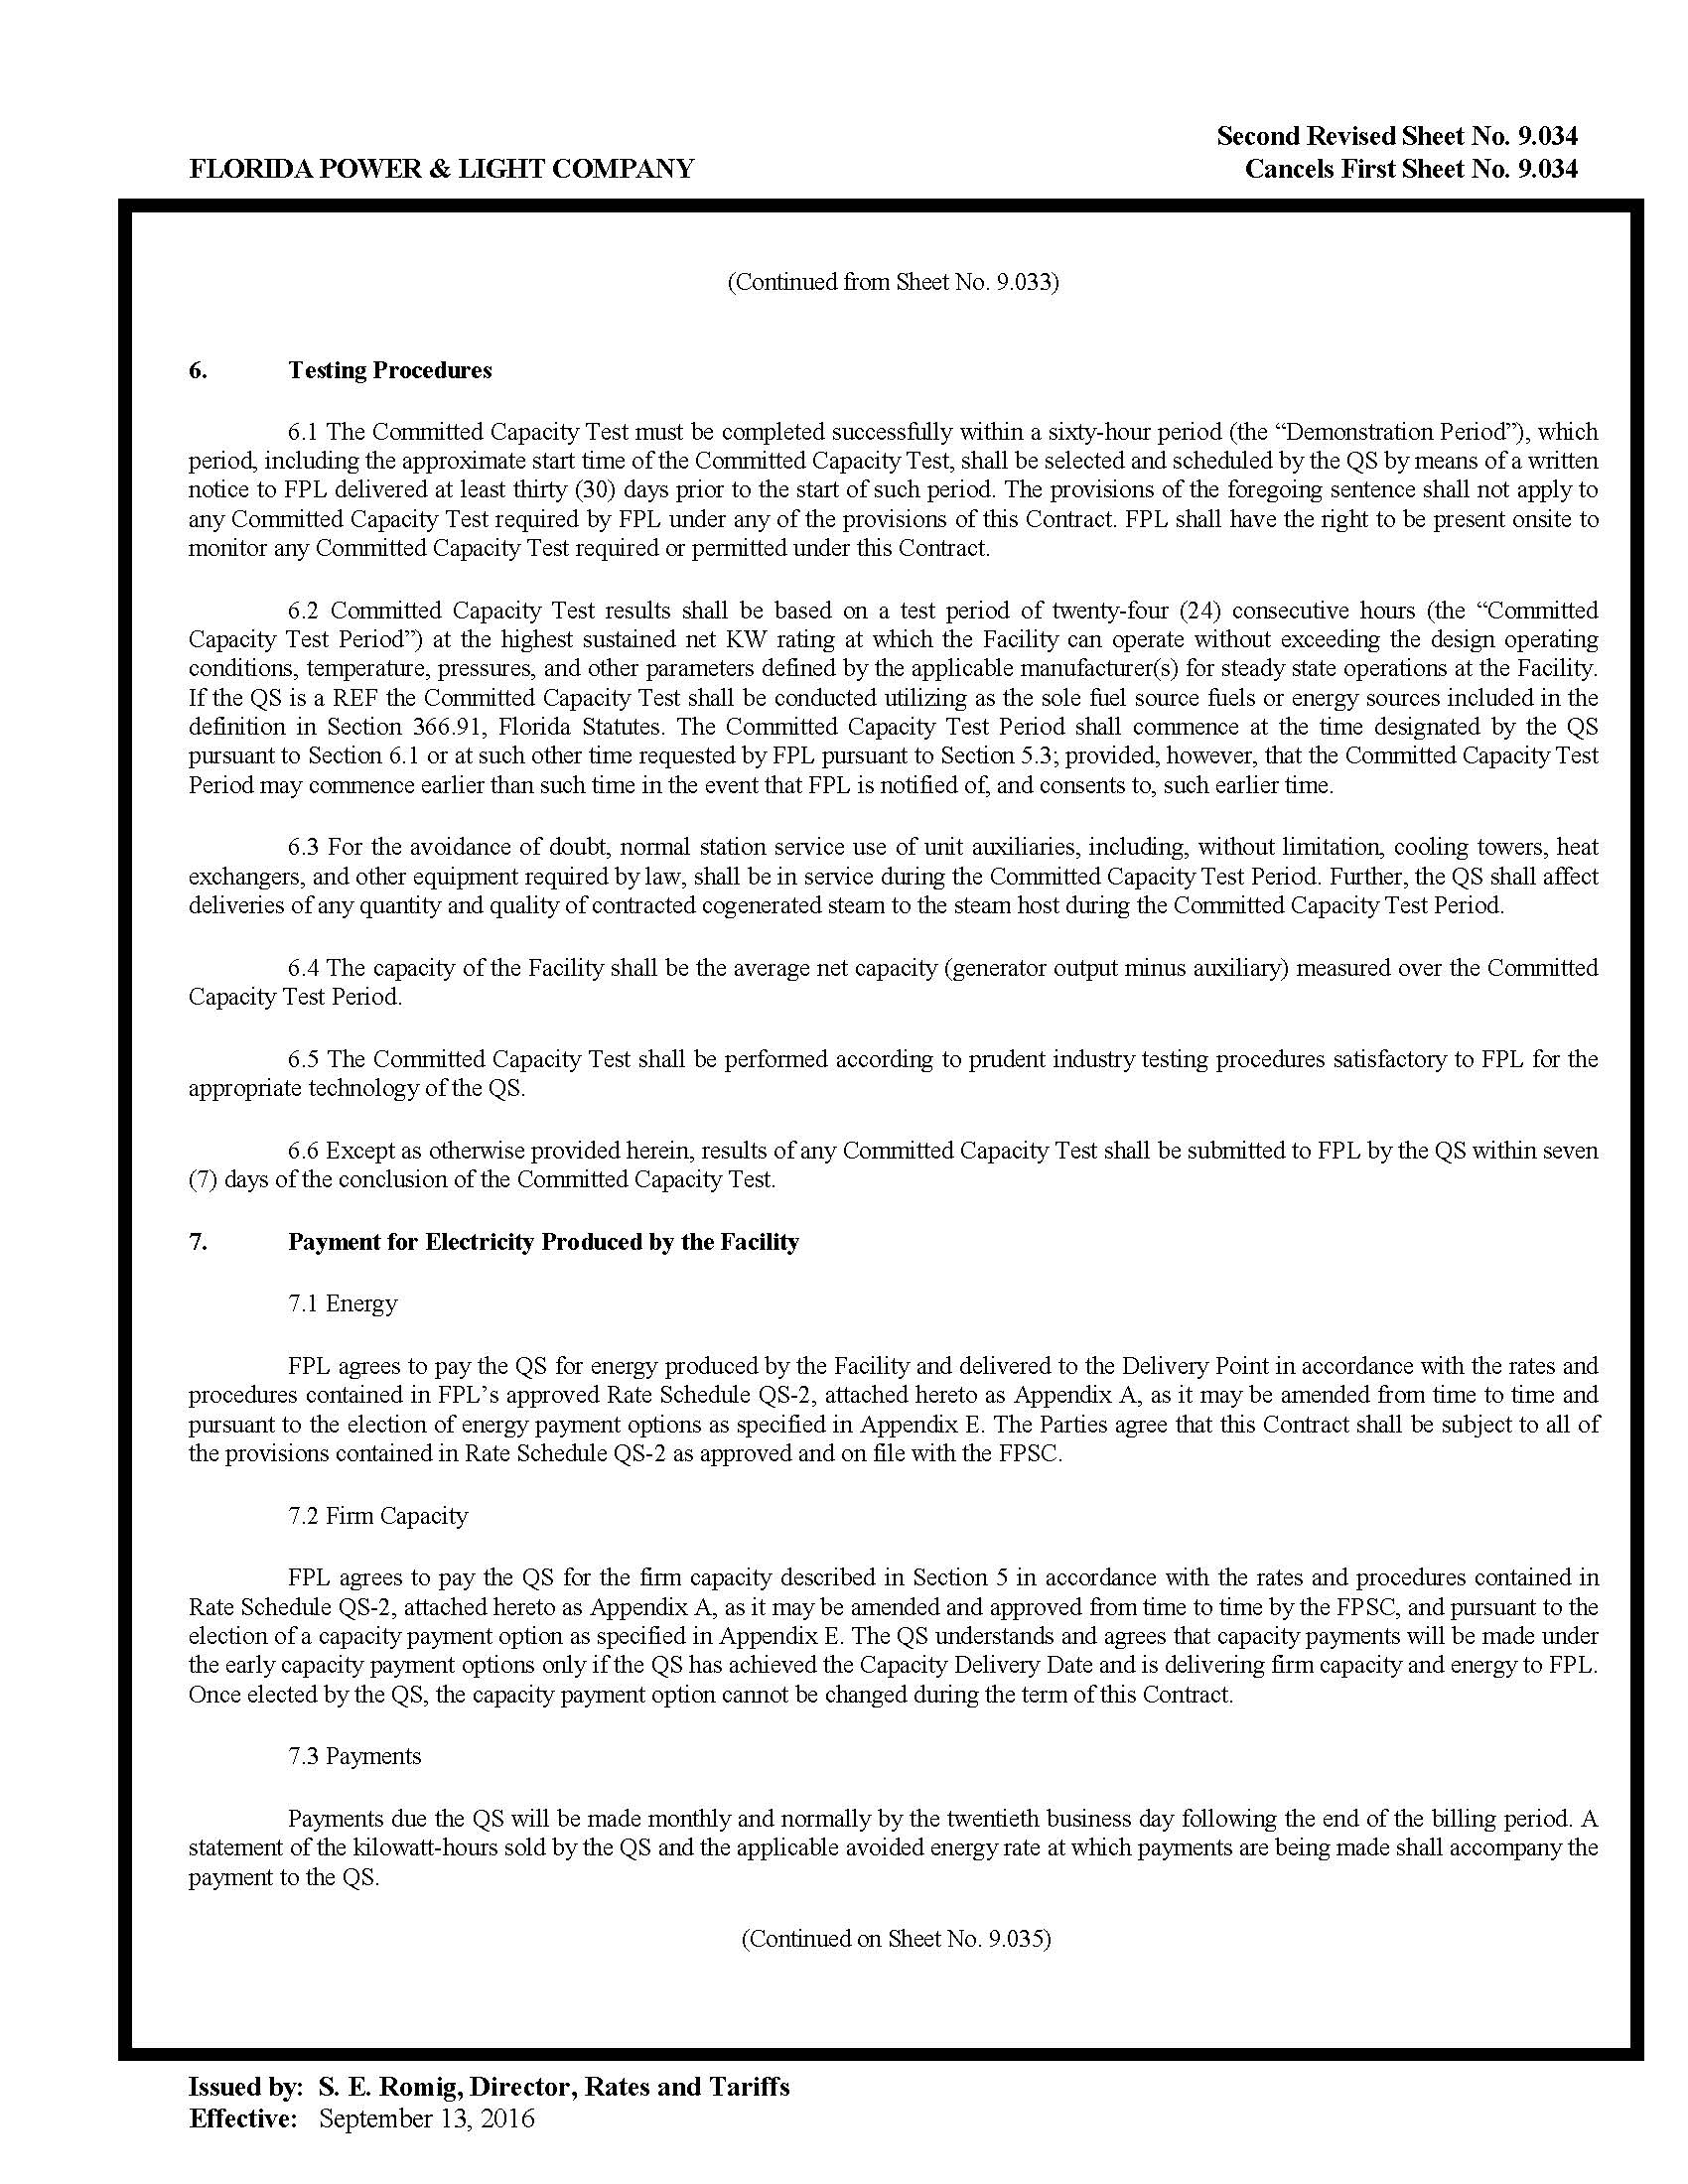 Second Revised Sheet No. 9.034
FLORIDA POWER & LIGHT COMPANY
Cancels First Sheet No. 9.034
(Continued from Sheet No. 9.033)
6. Testing Procedures
6.1 The Committed Capacity Test must be completed successfully within a sixty-hour period (the “Demonstration Period”), which
period, including the approximate start time of the Committed Capacity Test, shall be selected and scheduled by the QS by means of a written
notice to FPL delivered at least thirty (30) days prior to the start of such period. The provisions of the foregoing sentence shall not apply to
any Committed Capacity Test required by FPL under any of the provisions of this Contract. FPL shall have the right to be present onsite to
monitor any Committed Capacity Test required or permitted under this Contract.
6.2 Committed Capacity Test results shall be based on a test period of twenty-four (24) consecutive hours (the “Committed
Capacity Test Period”) at the highest sustained net KW rating at which the Facility can operate without exceeding the design operating
conditions, temperature, pressures, and other parameters defined by the applicable manufacturer(s) for steady state operations at the Facility.
If the QS is a REF the Committed Capacity Test shall be conducted utilizing as the sole fuel source fuels or energy sources included in the
definition in Section 366.91, Florida Statutes. The Committed Capacity Test Period shall commence at the time designated by the QS
pursuant to Section 6.1 or at such other time requested by FPL pursuant to Section 5.3; provided, however, that the Committed Capacity Test
Period may commence earlier than such time in the event that FPL is notified of, and consents to, such earlier time.
6.3 For the avoidance of doubt, normal station service use of unit auxiliaries, including, without limitation, cooling towers, heat
exchangers, and other equipment required by law, shall be in service during the Committed Capacity Test Period. Further, the QS shall affect
deliveries of any quantity and quality of contracted cogenerated steam to the steam host during the Committed Capacity Test Period.
6.4 The capacity of the Facility shall be the average net capacity (generator output minus auxiliary) measured over the Committed
Capacity Test Period.
6.5 The Committed Capacity Test shall be performed according to prudent industry testing procedures satisfactory to FPL for the
appropriate technology of the QS.
6.6 Except as otherwise provided herein, results of any Committed Capacity Test shall be submitted to FPL by the QS within seven
(7) days of the conclusion of the Committed Capacity Test.
7. Payment for Electricity Produced by the Facility
7.1 Energy
FPL agrees to pay the QS for energy produced by the Facility and delivered to the Delivery Point in accordance with the rates and
procedures contained in FPL’s approved Rate Schedule QS-2, attached hereto as Appendix A, as it may be amended from time to time and
pursuant to the election of energy payment options as specified in Appendix E. The Parties agree that this Contract shall be subject to all of
the provisions contained in Rate Schedule QS-2 as approved and on file with the FPSC.
7.2 Firm Capacity
FPL agrees to pay the QS for the firm capacity described in Section 5 in accordance with the rates and procedures contained in
Rate Schedule QS-2, attached hereto as Appendix A, as it may be amended and approved from time to time by the FPSC, and pursuant to the
election of a capacity payment option as specified in Appendix E. The QS understands and agrees that capacity payments will be made under
the early capacity payment options only if the QS has achieved the Capacity Delivery Date and is delivering firm capacity and energy to FPL.
Once elected by the QS, the capacity payment option cannot be changed during the term of this Contract.
7.3 Payments
Payments due the QS will be made monthly and normally by the twentieth business day following the end of the billing period. A
statement of the kilowatt-hours sold by the QS and the applicable avoided energy rate at which payments are being made shall accompany the
payment to the QS.
(Continued on Sheet No. 9.035)
Issued by: S. E. Romig, Director, Rates and Tariffs
Effective: September 13, 2016